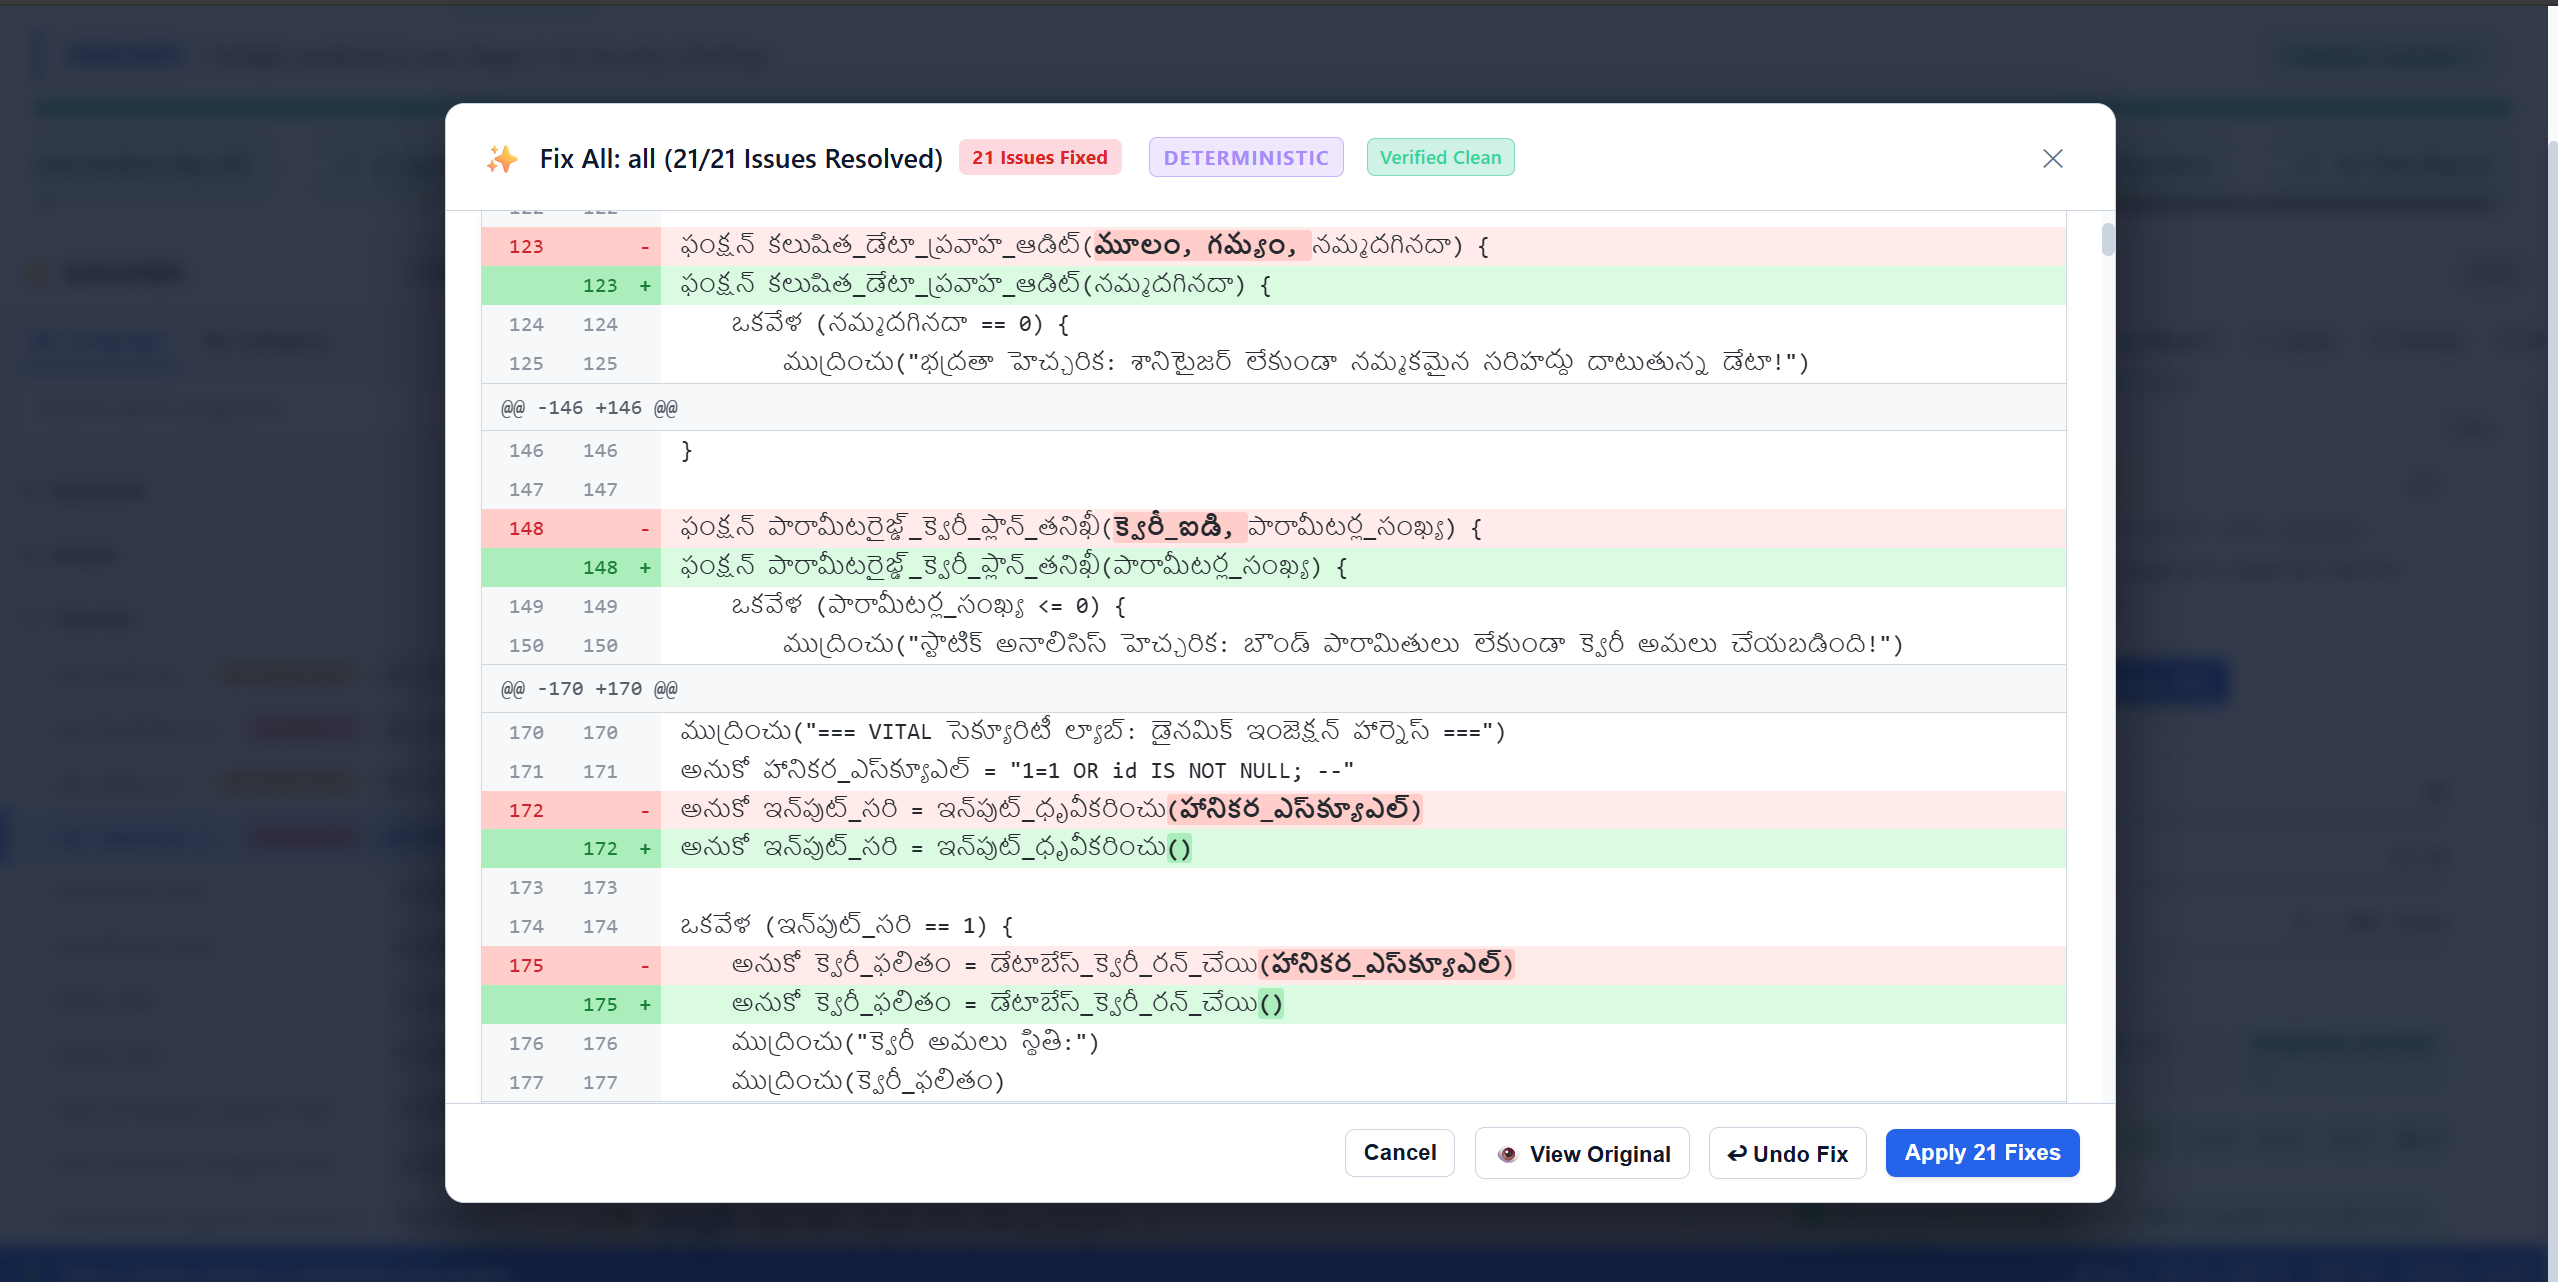 Fix All: all (21/21 Issues Resolved) 21 Issues Fixed DETERMINISTIC Verified Clean
123 - ఫంక్షన్ కలుషిత_డేటా_ప్రవాహ_ఆడిట్(మూలం, గమ్యం, నమ్మదగినదా) {
123 + ఫంక్షన్ కలుషిత_డేటా_ప్రవాహ_ఆడిట్(నమ్మదగినదా) {
124 124 ఒకవేళ (నమ్మదగినదా == 0) {
125 125 ముద్రించు("భద్రతా హెచ్చరిక: శానిటైజర్ లేకుండా నమ్మకమైన సరిహద్దు దాటుతున్న డేటా!")
@@ -146 +146 @@
146 146 }
147 147
148 - ఫంక్షన్ పారామీటరైజ్డ్_క్వెరీ_ప్లాన్_తనిఖీ(క్వెరీ_ఐడి, పారామీటర్ల_సంఖ్య) {
148 + ఫంక్షన్ పారామీటరైజ్డ్_క్వెరీ_ప్లాన్_తనిఖీ(పారామీటర్ల_సంఖ్య) {
149 149 ఒకవేళ (పారామీటర్ల_సంఖ్య <= 0) {
150 150 ముద్రించు("స్టాటిక్ అనాలిసిస్ హెచ్చరిక: బౌండ్ పారామితులు లేకుండా క్వెరీ అమలు చేయబడింది!")
@@ -170 +170 @@
170 170 ముద్రించు("=== VITAL సెక్యూరిటీ ల్యాబ్: డైనమిక్ ఇంజెక్షన్ హార్నెస్ ===")
171 171 అనుకో హానికర_ఎస్‌క్యూఎల్ = "1=1 OR id IS NOT NULL; --"
172 - అనుకో ఇన్‌పుట్_సరి = ఇన్‌పుట్_ధృవీకరించు(హానికర_ఎస్‌క్యూఎల్)
172 + అనుకో ఇన్‌పుట్_సరి = ఇన్‌పుట్_ధృవీకరించు()
173 173
174 174 ఒకవేళ (ఇన్‌పుట్_సరి == 1) {
175 - అనుకో క్వెరీ_ఫలితం = డేటాబేస్_క్వెరీ_రన్_చేయి(హానికర_ఎస్‌క్యూఎల్)
175 + అనుకో క్వెరీ_ఫలితం = డేటాబేస్_క్వెరీ_రన్_చేయి()
176 176 ముద్రించు("క్వెరీ అమలు స్థితి:")
177 177 ముద్రించు(క్వెరీ_ఫలితం)
Cancel View Original Undo Fix Apply 21 Fixes